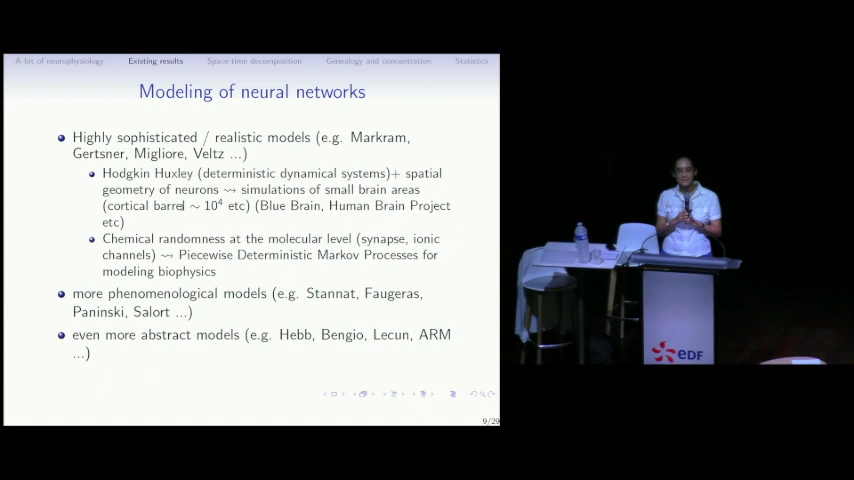 A bit of neurophysiology Existing results Space-time decomposition Genealogy and concentration Statistics
Modeling of neural networks
Highly sophisticated / realistic models (e.g. Markram,
Gertsner, Migliore, Veltz ...)
Hodgkin Huxley (deterministic dynamical systems)+ spatial
geometry of neurons ⇝ simulations of small brain areas
(cortical barrel ∼ 10⁴ etc) (Blue Brain, Human Brain Project
etc)
Chemical randomness at the molecular level (synapse, ionic
channels) ⇝ Piecewise Deterministic Markov Processes for
modeling biophysics
more phenomenological models (e.g. Stannat, Faugeras,
Paninski, Salort ...)
even more abstract models (e.g. Hebb, Bengio, Lecun, ARM
...)
9/29
eDF